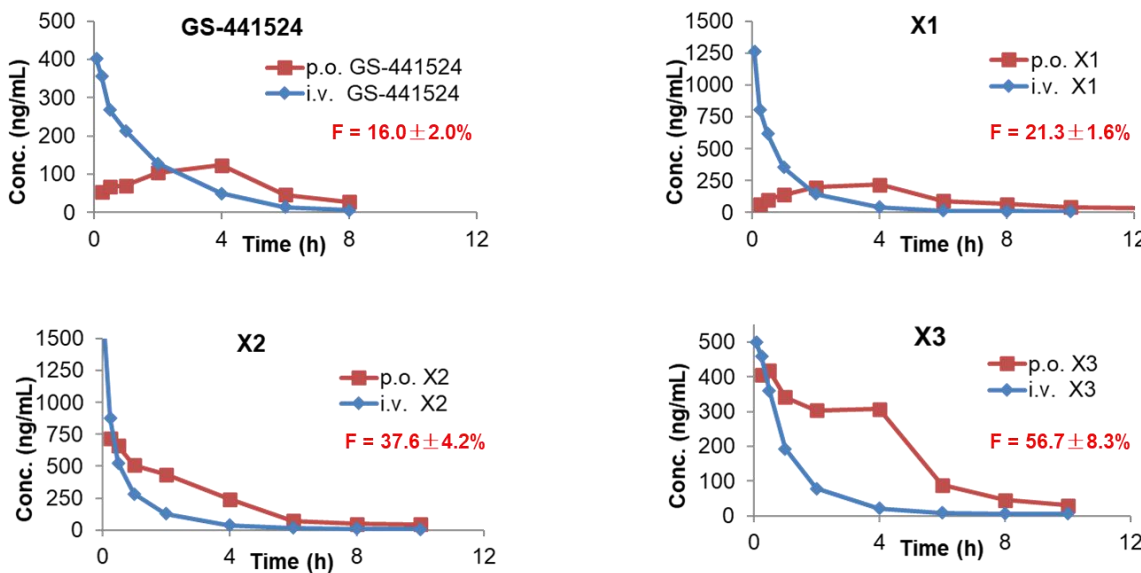 GS-441524
Conc. (ng/mL)
500
400
300
200
100
0
p.o. GS-441524
i.v. GS-441524
F = 16.0±2.0%
0 4 8 12
Time (h)
X1
Conc. (ng/mL)
1500
1250
1000
750
500
250
0
p.o. X1
i.v. X1
F = 21.3±1.6%
0 4 8 12
Time (h)
X2
Conc. (ng/mL)
1500
1250
1000
750
500
250
0
p.o. X2
i.v. X2
F = 37.6±4.2%
0 4 8 12
Time (h)
X3
Conc. (ng/mL)
500
400
300
200
100
0
p.o. X3
i.v. X3
F = 56.7±8.3%
0 4 8 12
Time (h)